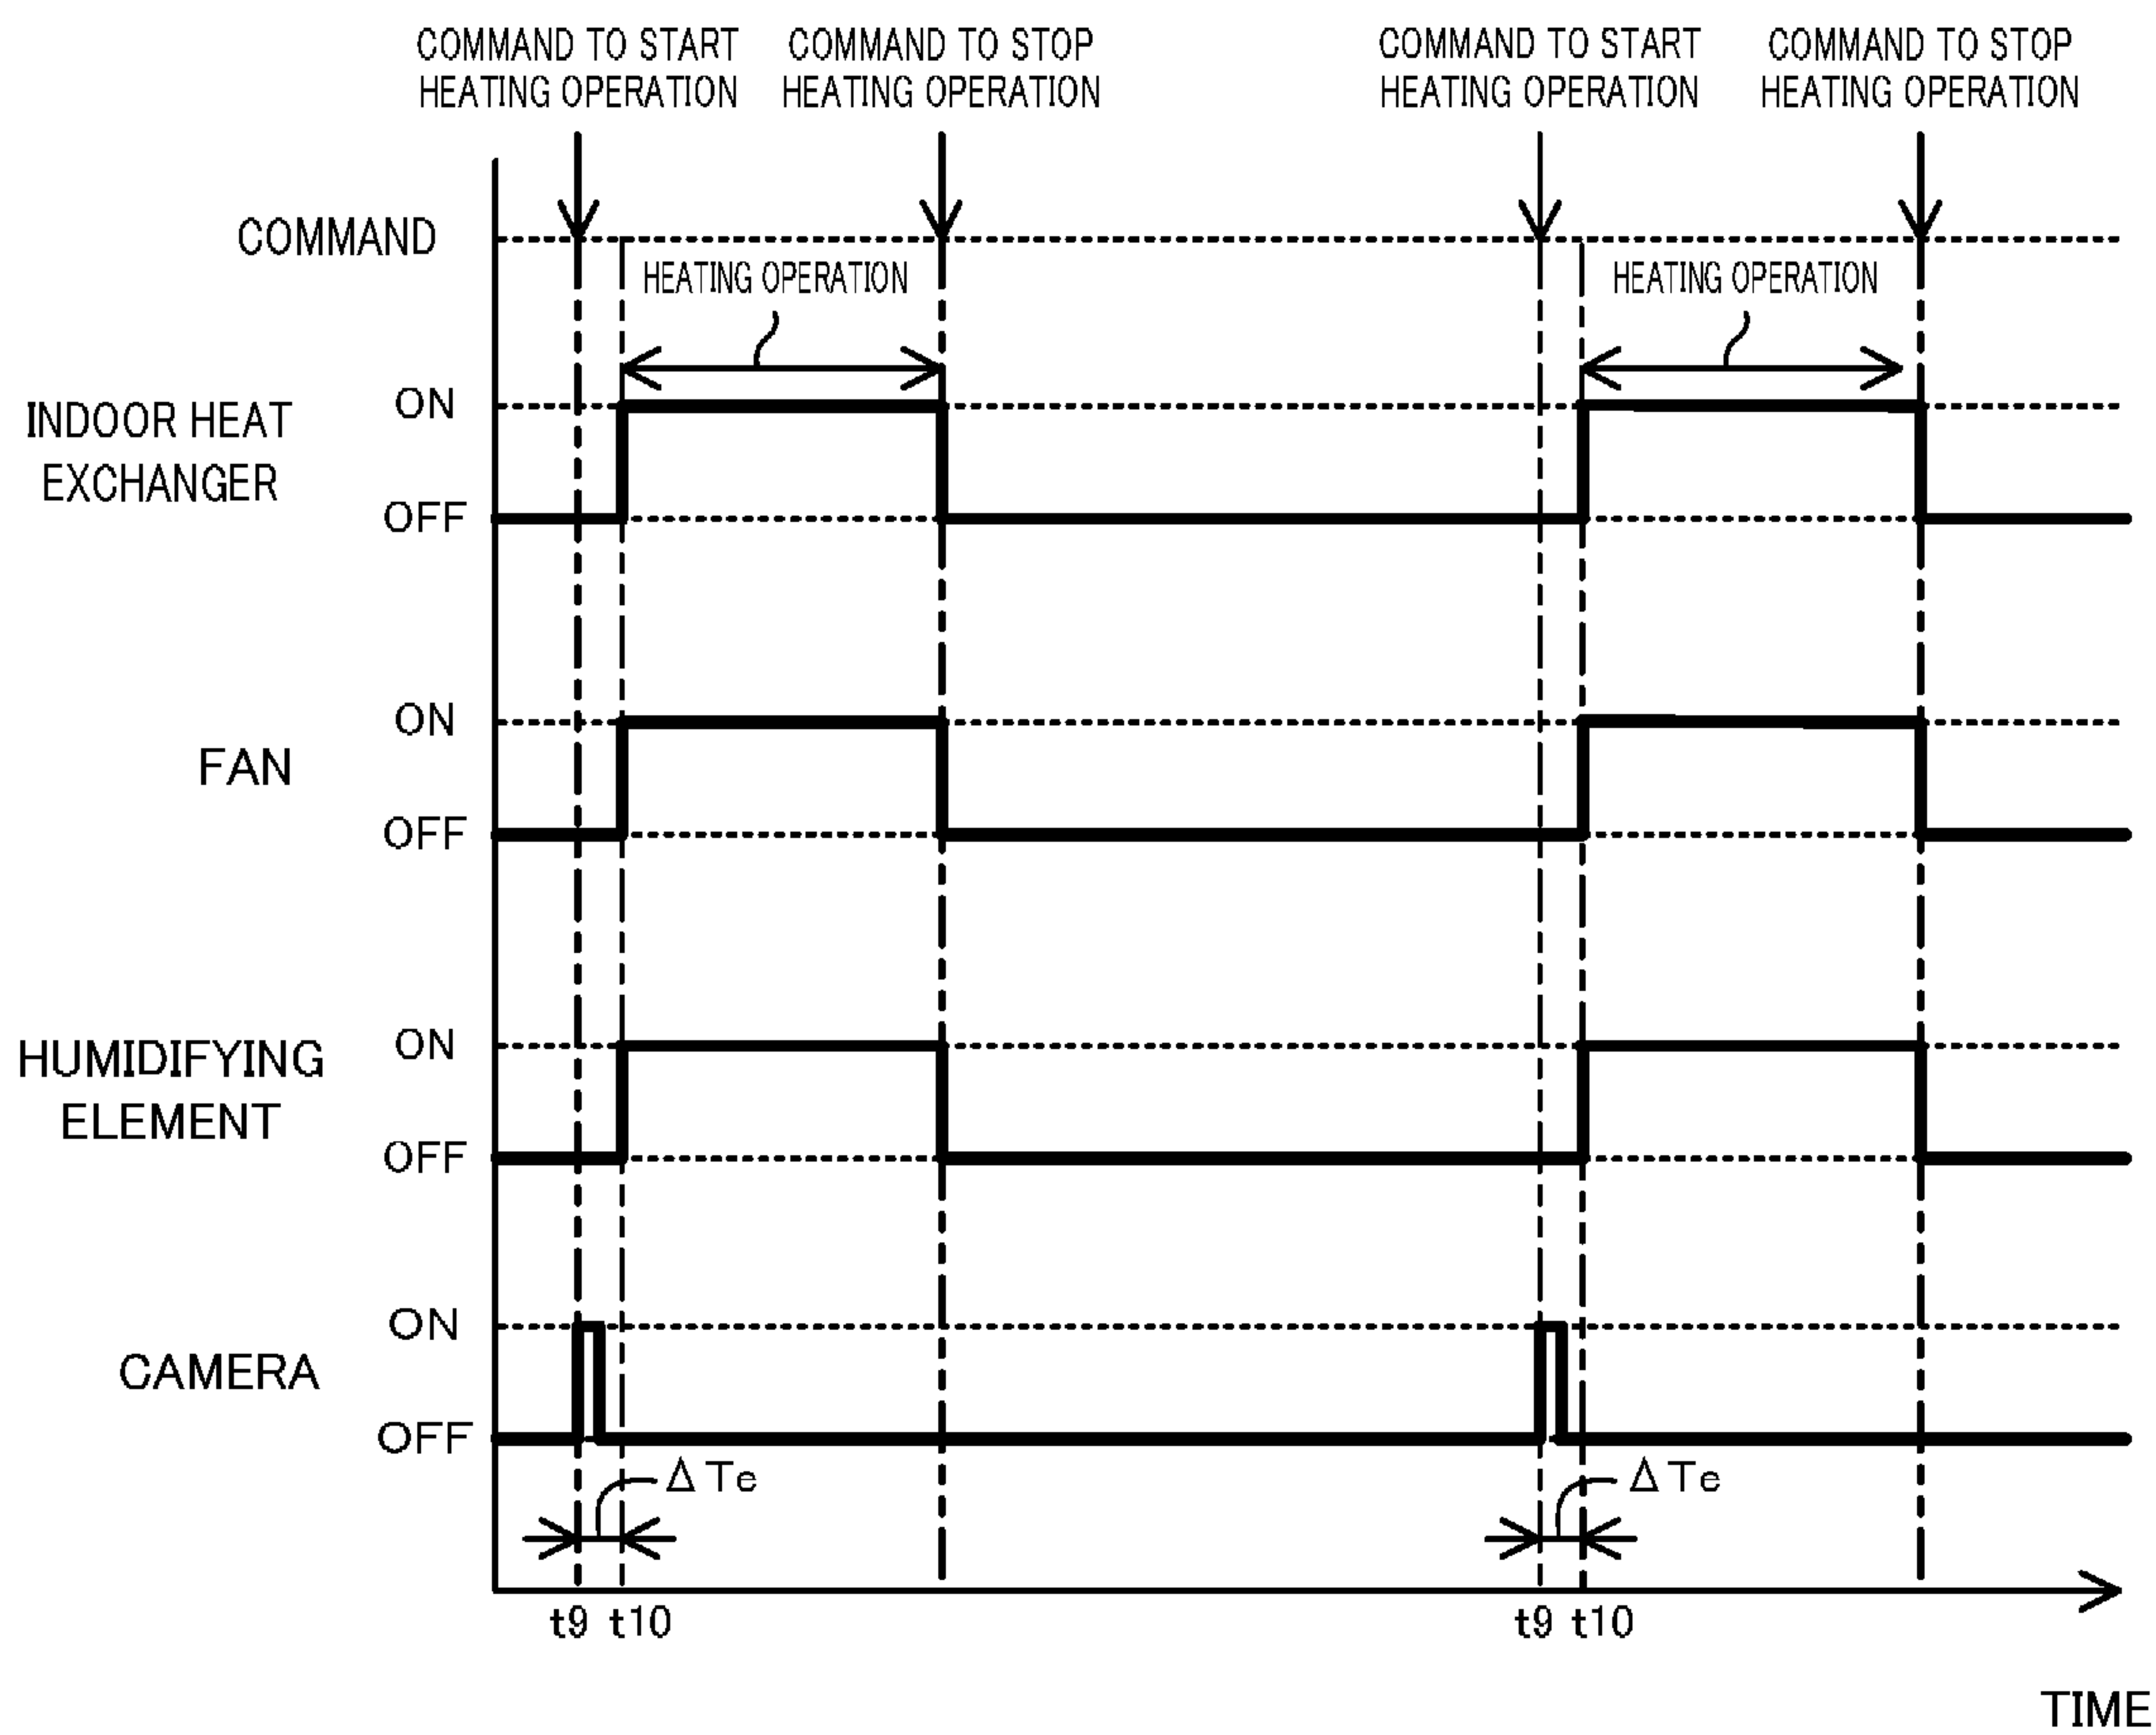 COMMAND TO START
HEATING OPERATION
COMMAND TO STOP
HEATING OPERATION
COMMAND TO START
HEATING OPERATION
COMMAND TO STOP
HEATING OPERATION
COMMAND
HEATING OPERATION
HEATING OPERATION
INDOOR HEAT
EXCHANGER
ON
OFF
FAN
ON
OFF
HUMIDIFYING
ELEMENT
ON
OFF
CAMERA
ON
OFF
ΔTe
ΔTe
t9 t10
t9 t10
TIME